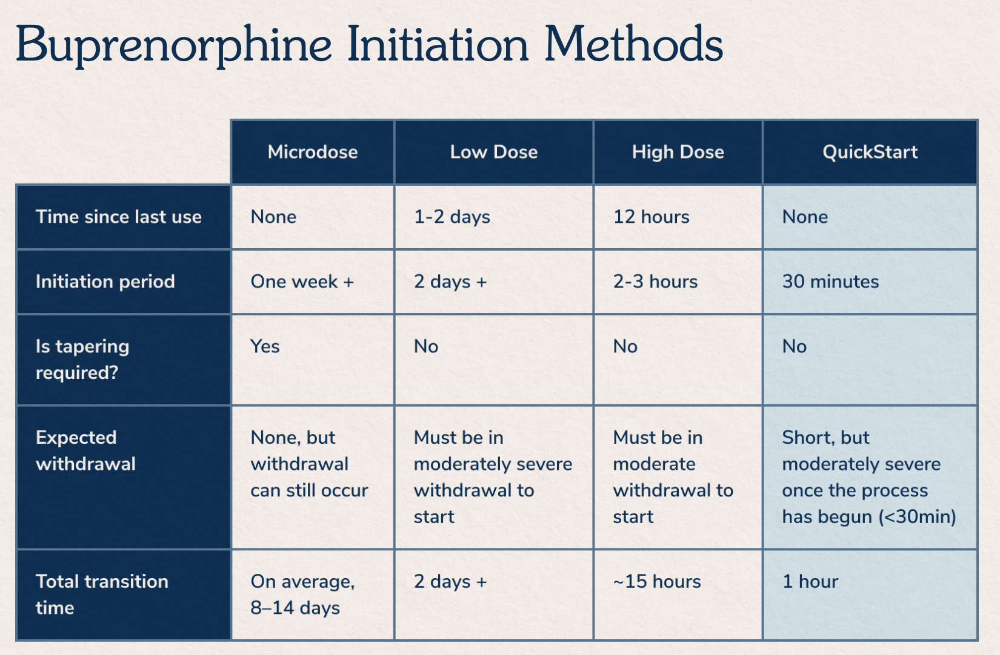 Buprenorphine Initiation Methods
Microdose Low Dose High Dose QuickStart
Time since last use None 1-2 days 12 hours None
Initiation period One week + 2 days + 2-3 hours 30 minutes
Is tapering Yes No No No
required?
Expected None, but Must be in Must be in Short, but
withdrawal withdrawal moderately severe moderate moderately severe
can still occur withdrawal to withdrawal to once the process
start start has begun (<30min)
Total transition On average, 2 days + ~15 hours 1 hour
time 8–14 days